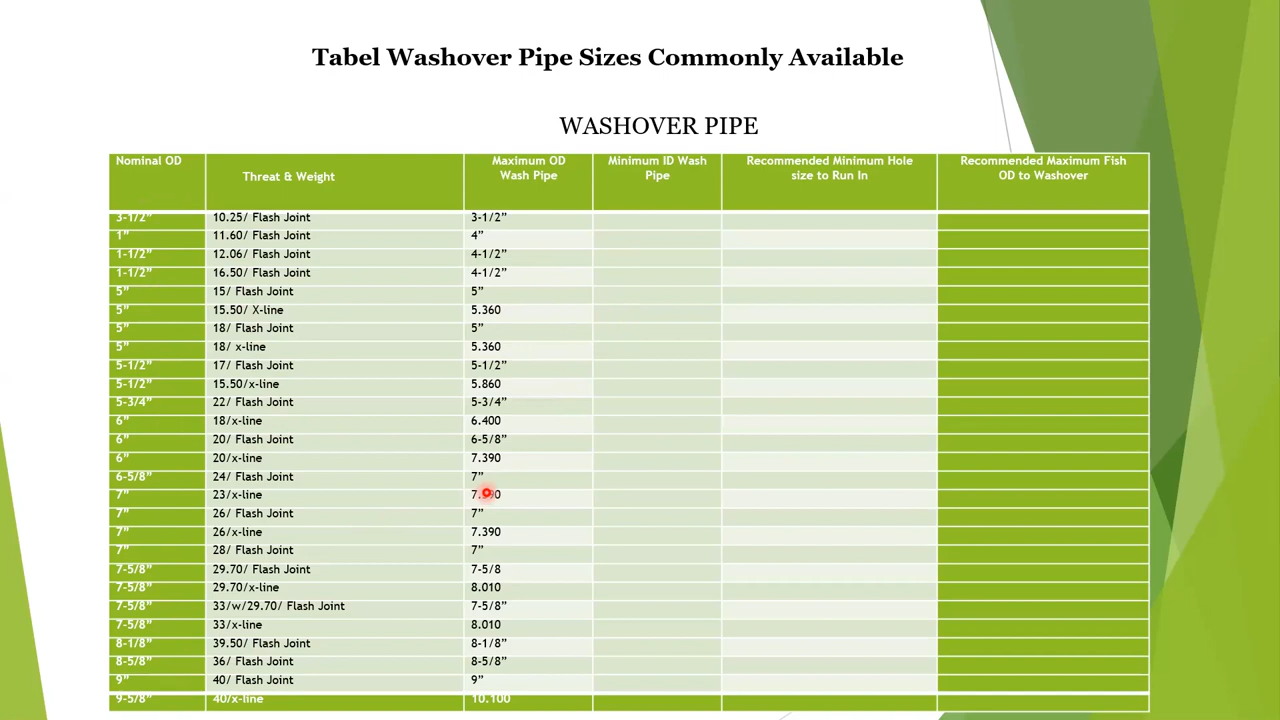 Tabel Washover Pipe Sizes Commonly Available
WASHOVER PIPE
Nominal OD Threat & Weight Maximum OD Wash Pipe Minimum ID Wash Pipe Recommended Minimum Hole size to Run In Recommended Maximum Fish OD to Washover
3-1/2” 10.25/ Flash Joint 3-1/2”
1” 11.60/ Flash Joint 4”
1-1/2” 12.06/ Flash Joint 4-1/2”
1-1/2” 16.50/ Flash Joint 4-1/2”
5” 15/ Flash Joint 5”
5” 15.50/ X-line 5.360
5” 18/ Flash Joint 5”
5” 18/ x-line 5.360
5-1/2” 17/ Flash Joint 5-1/2”
5-1/2” 15.50/x-line 5.860
5-3/4” 22/ Flash Joint 5-3/4”
6” 18/x-line 6.400
6” 20/ Flash Joint 6-5/8”
6” 20/x-line 7.390
6-5/8” 24/ Flash Joint 7”
7” 23/x-line
7” 26/ Flash Joint 7”
7” 26/x-line 7.390
7” 28/ Flash Joint 7”
7-5/8” 29.70/ Flash Joint 7-5/8
7-5/8” 29.70/x-line 8.010
7-5/8” 33/w/29.70/ Flash Joint 7-5/8”
7-5/8” 33/x-line 8.010
8-1/8” 39.50/ Flash Joint 8-1/8”
8-5/8” 36/ Flash Joint 8-5/8”
9” 40/ Flash Joint 9”
9-5/8” 40/x-line 10.100